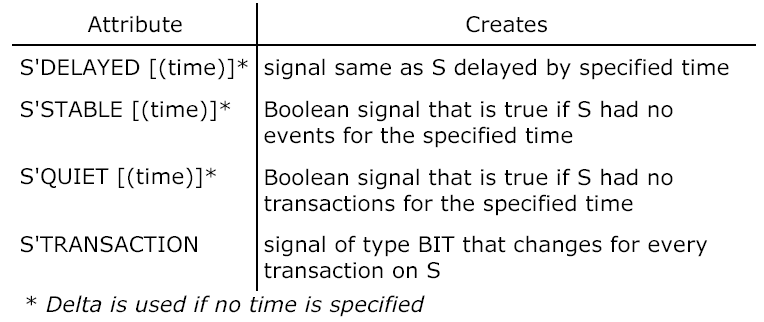 Attribute Creates
S'DELAYED [(time)]* signal same as S delayed by specified time
S'STABLE [(time)]* Boolean signal that is true if S had no
events for the specified time
S'QUIET [(time)]* Boolean signal that is true if S had no
transactions for the specified time
S'TRANSACTION signal of type BIT that changes for every
transaction on S
* Delta is used if no time is specified